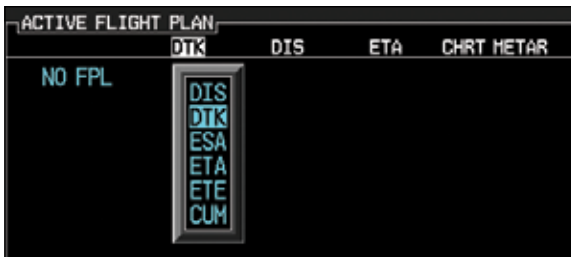 ACTIVE FLIGHT PLAN
DTK DIS ETA CHRT METAR
NO FPL
DIS
DTK
ESA
ETA
ETE
CUM